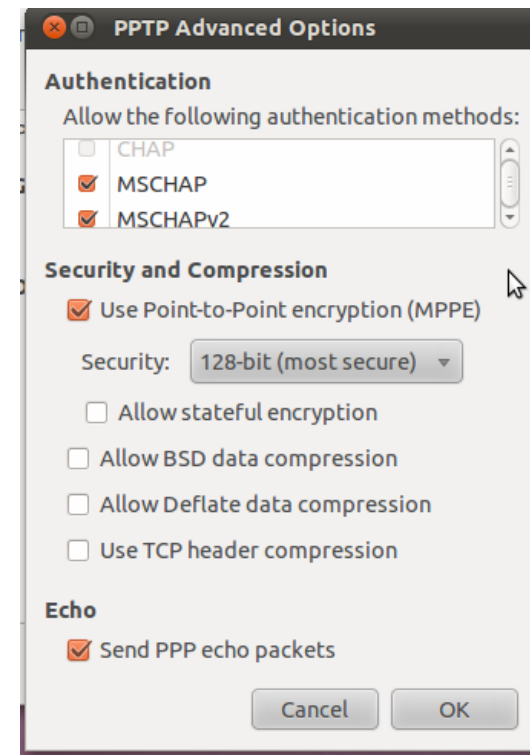 PPTP Advanced Options
Authentication
Allow the following authentication methods:
CHAP
MSCHAP
MSCHAPv2
Security and Compression
Use Point-to-Point encryption (MPPE)
Security: 128-bit (most secure)
Allow stateful encryption
Allow BSD data compression
Allow Deflate data compression
Use TCP header compression
Echo
Send PPP echo packets
Cancel OK